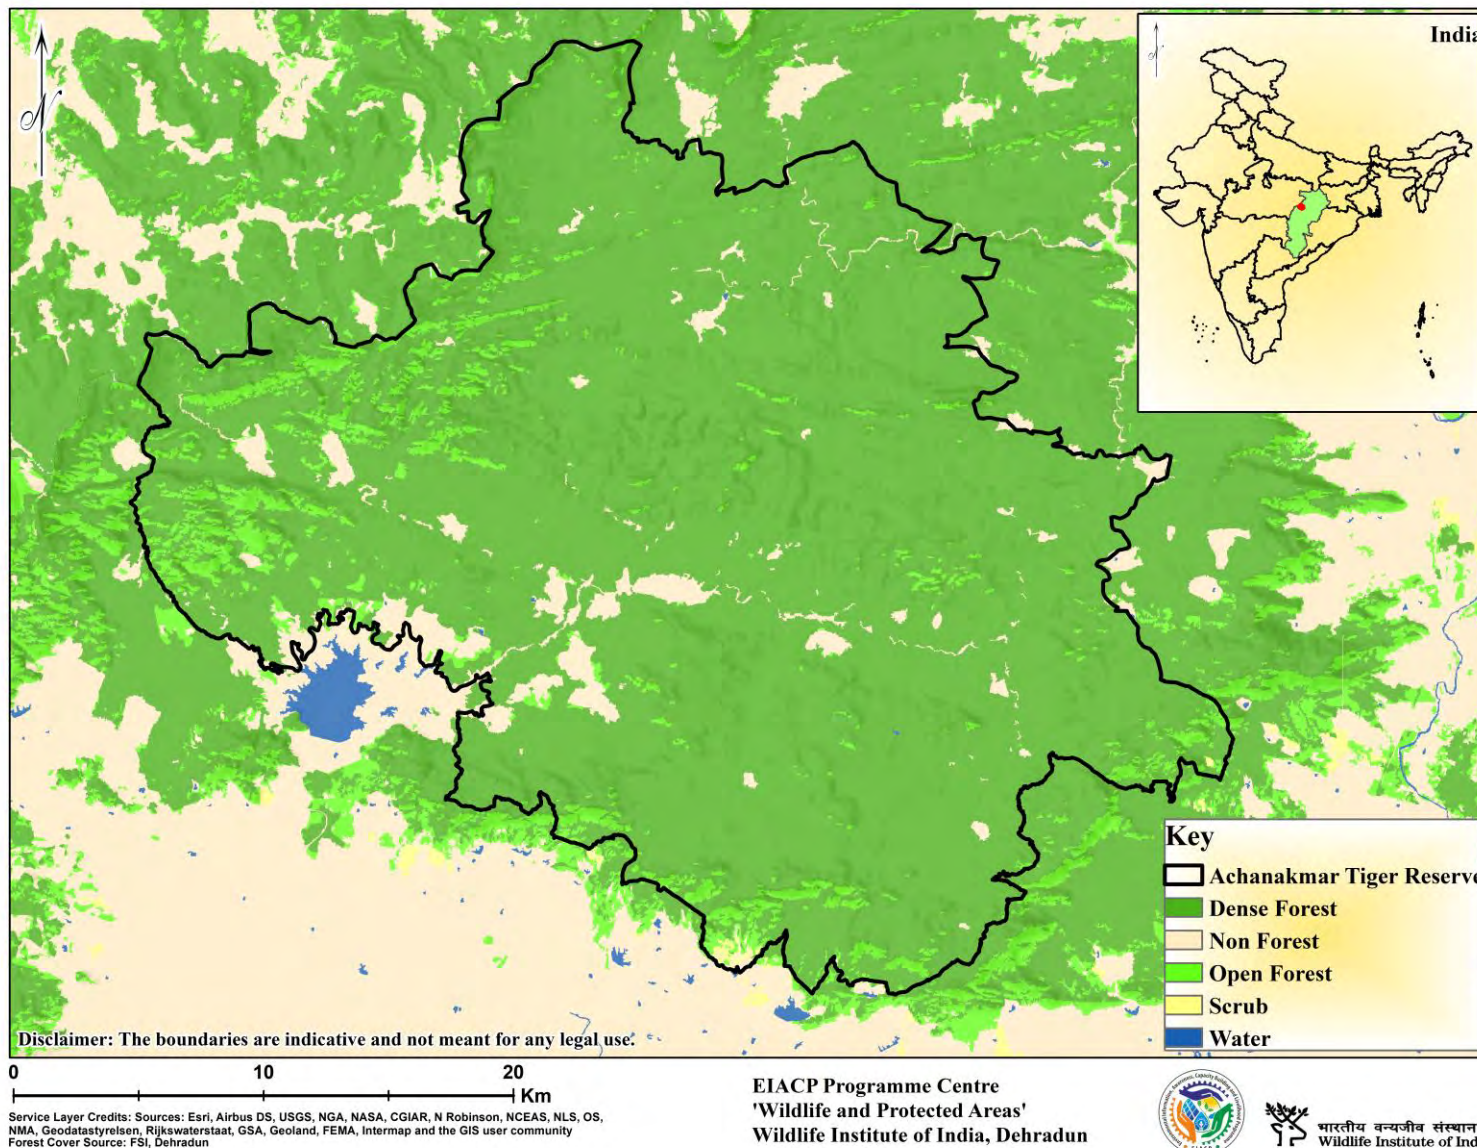 India
Key
Achanakmar Tiger Reserve
Dense Forest
Non Forest
Open Forest
Scrub
Water
Disclaimer: The boundaries are indicative and not meant for any legal use.
0 10 20 Km
Service Layer Credits: Sources: Esri, Airbus DS, USGS, NGA, NASA, CGIAR, N Robinson, NCEAS, NLS, OS,
NMA, Geodatastyrelsen, Rijkswaterstaat, GSA, Geoland, FEMA, Intermap and the GIS user community
Forest Cover Source: FSI, Dehradun
EIACP Programme Centre
'Wildlife and Protected Areas'
Wildlife Institute of India, Dehradun
भारतीय वन्यजीव संस्थान
Wildlife Institute of Ind